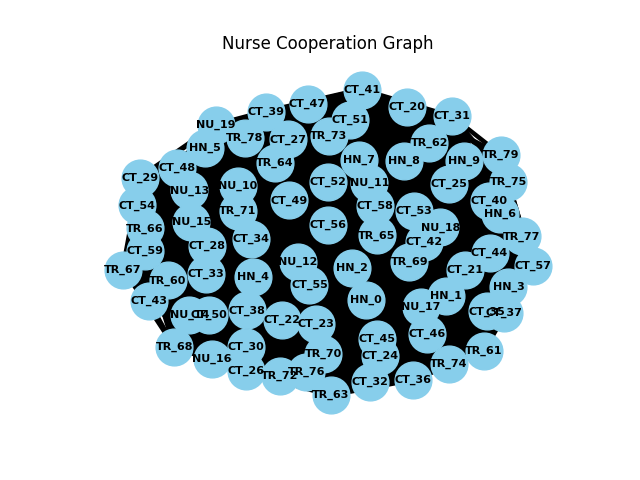 Nurse Cooperation Graph
CT_41
CT_47
CT_20
CT_39
CT_31
CT_51
NU_19
TR_73
TR_78
CT_27
TR_62
HN_5
TR_79
HN_7
HN_8
HN_9
TR_64
CT_48
CT_29
CT_52
NU_11
TR_75
CT_25
NU_10
NU_13
CT_49
CT_40
CT_54
CT_58
CT_53
TR_71
HN_6
NU_15
CT_56
NU_18
TR_66
TR_65
TR_77
CT_34
CT_42
CT_28
CT_59
CT_44
NU_12
TR_69
CT_57
HN_2
TR_67
CT_21
CT_33
HN_4
TR_60
CT_55
HN_3
HN_1
CT_43
HN_0
NU_17
CT_38
CT_35
CT_37
NU_14
CT_50
CT_22
CT_23
CT_46
CT_45
TR_68
CT_30
TR_61
TR_70
CT_24
NU_16
TR_74
CT_26
TR_76
TR_72
CT_36
CT_32
TR_63